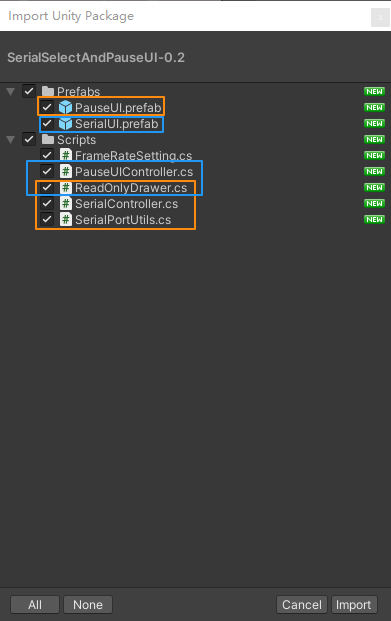 Import Unity Package
SerialSelectAndPauseUI-0.2
Prefabs NEW
PauseUI.prefab NEW
SerialUI.prefab NEW
Scripts NEW
# FrameRateSetting.cs NEW
# PauseUIController.cs NEW
# ReadOnlyDrawer.cs NEW
# SerialController.cs NEW
# SerialPortUtils.cs NEW
All None Cancel Import